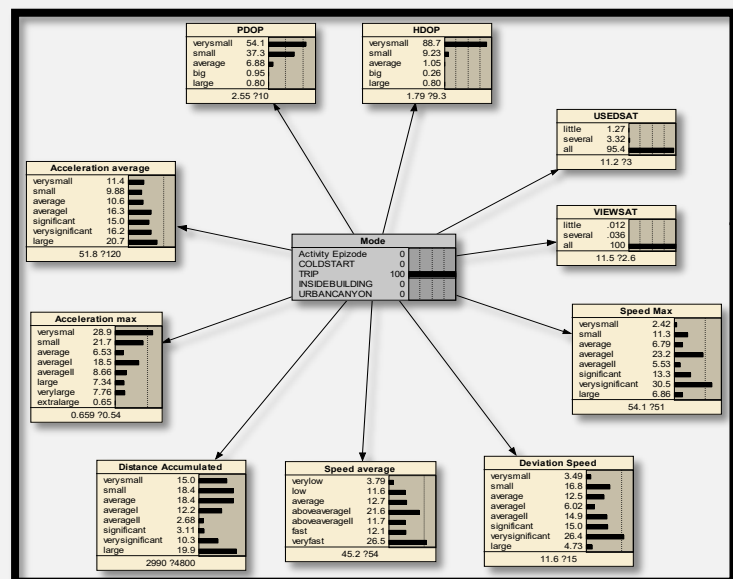 PDOP
verysmall 54.1
small 37.3
average 6.88
big 0.95
large 0.80
2.55 ?10
HDOP
verysmall 88.7
small 9.23
average 1.05
big 0.26
large 0.80
1.79 ?9.3
USEDSAT
little 1.27
several 3.32
all 95.4
11.2 ?3
Acceleration average
verysmall 11.4
small 9.88
average 10.6
averageI 16.3
significant 15.0
verysignificant 16.2
large 20.7
51.8 ?120
VIEWSAT
little .012
several .036
all 100
11.5 ?2.6
Mode
Activity Epizode 0
COLDSTART 0
TRIP 100
INSIDEBUILDING 0
URBANCANYON 0
Acceleration max
verysmal 28.9
small 21.7
average 6.53
averageI 18.5
averageII 8.66
large 7.34
verylarge 7.76
extralarge 0.65
0.659 ?0.54
Speed Max
verysmall 2.42
small 11.3
average 6.79
averageI 23.2
averageII 5.53
significant 13.3
verysignificant 30.5
large 6.86
54.1 ?51
Distance Accumulated
verysmall 15.0
small 18.4
average 18.4
averageI 12.2
averageII 2.68
significant 3.11
verysignificant 10.3
large 19.9
2990 ?4800
Speed average
verylow 3.79
low 11.6
average 12.7
aboveaverageI 21.6
aboveaverageII 11.7
fast 12.1
veryfast 26.5
45.2 ?54
Deviation Speed
verysmall 3.49
small 16.8
average 12.5
averageI 6.02
averageII 14.9
significant 15.0
verysignificant 26.4
large 4.73
11.6 ?15